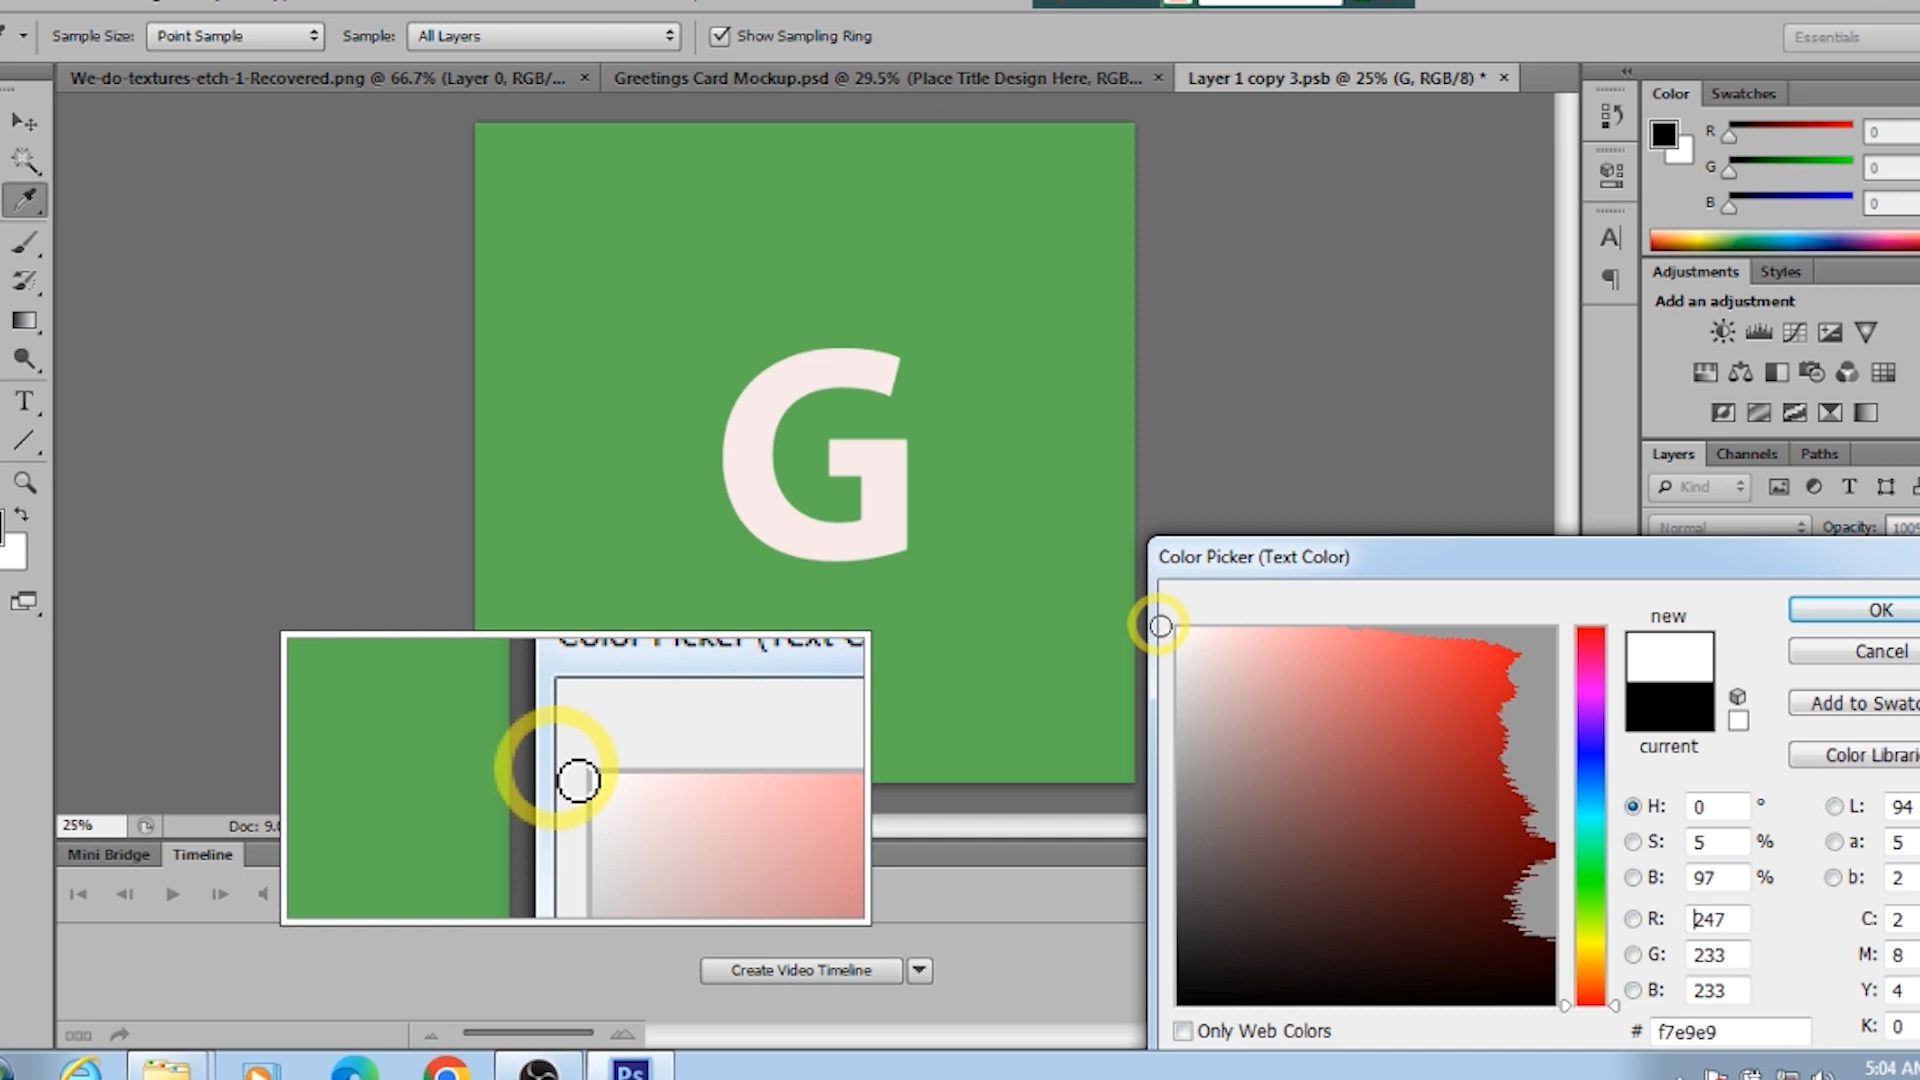 Sample Size: Point Sample Sample: All Layers Show Sampling Ring Essentials
We-do-textures-etch-1-Recovered.png @ 66.7% (Layer 0, RGB/... × Greetings Card Mockup.psd @ 29.5% (Place Title Design Here, RGB... × Layer 1 copy 3.psb @ 25% (G, RGB/8) * ×
Color Swatches
R 0
G 0
B 0
Adjustments Styles
Add an adjustment
G
Layers Channels Paths
Kind
Normal Opacity: 100%
Color Picker (Text Color)
new
current
OK
Cancel
Add to Swatc
Color Librari
H: 0 ° L: 94
S: 5 % a: 5
B: 97 % b: 2
R: 247 C: 2
G: 233 M: 8
B: 233 Y: 4
# f7e9e9 K: 0
Only Web Colors
25% Doc: 9.
Mini Bridge Timeline
Create Video Timeline
Ps
5:04 AM